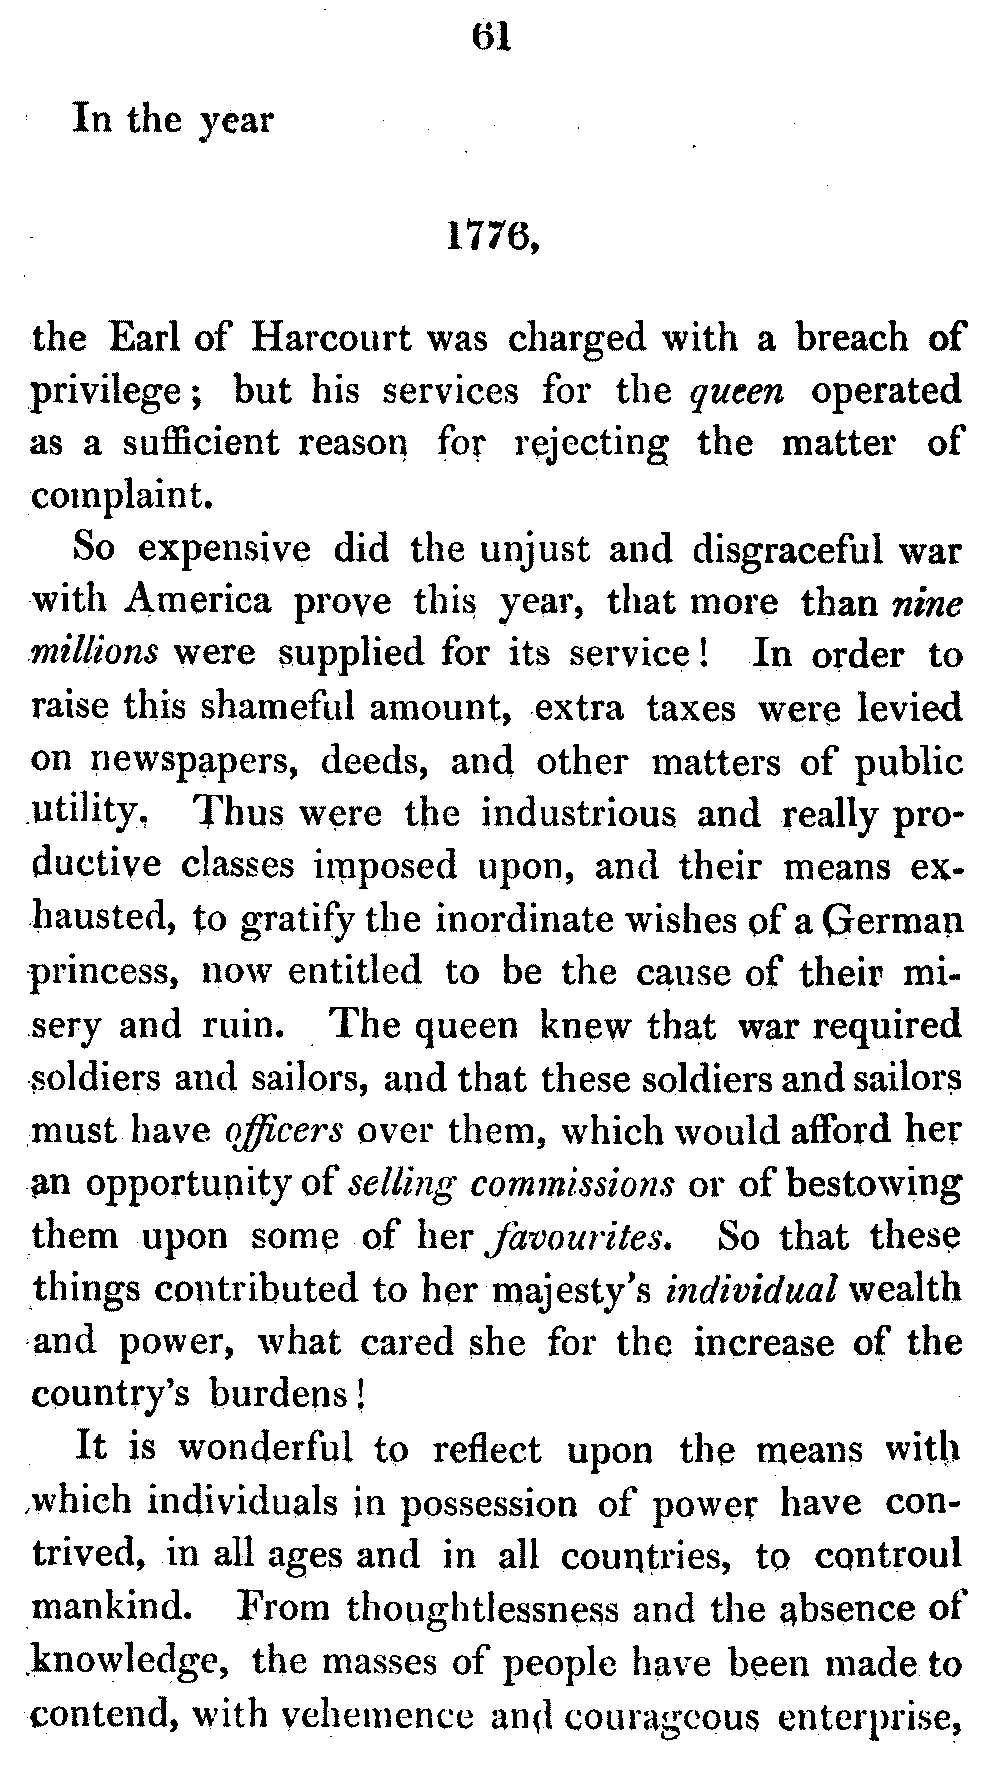 61
In the year
1776,
the Earl of Harcourt was charged with a breach of
privilege; but his services for the queen operated
as a sufficient reason for rejecting the matter of
complaint.
So expensive did the unjust and disgraceful war
with America prove this year, that more than nine
millions were supplied for its service! In order to
raise this shameful amount, extra taxes were levied
on newspapers, deeds, and other matters of public
utility. Thus were the industrious and really pro-
ductive classes imposed upon, and their means ex-
hausted, to gratify the inordinate wishes of a German
princess, now entitled to be the cause of their mi-
sery and ruin. The queen knew that war required
soldiers and sailors, and that these soldiers and sailors
must have officers over them, which would afford her
an opportunity of selling commissions or of bestowing
them upon some of her favourites. So that these
things contributed to her majesty's individual wealth
and power, what cared she for the increase of the
country's burdens!
It is wonderful to reflect upon the means with
which individuals in possession of power have con-
trived, in all ages and in all countries, to controul
mankind. From thoughtlessness and the absence of
knowledge, the masses of people have been made to
contend, with vehemence and courageous enterprise,